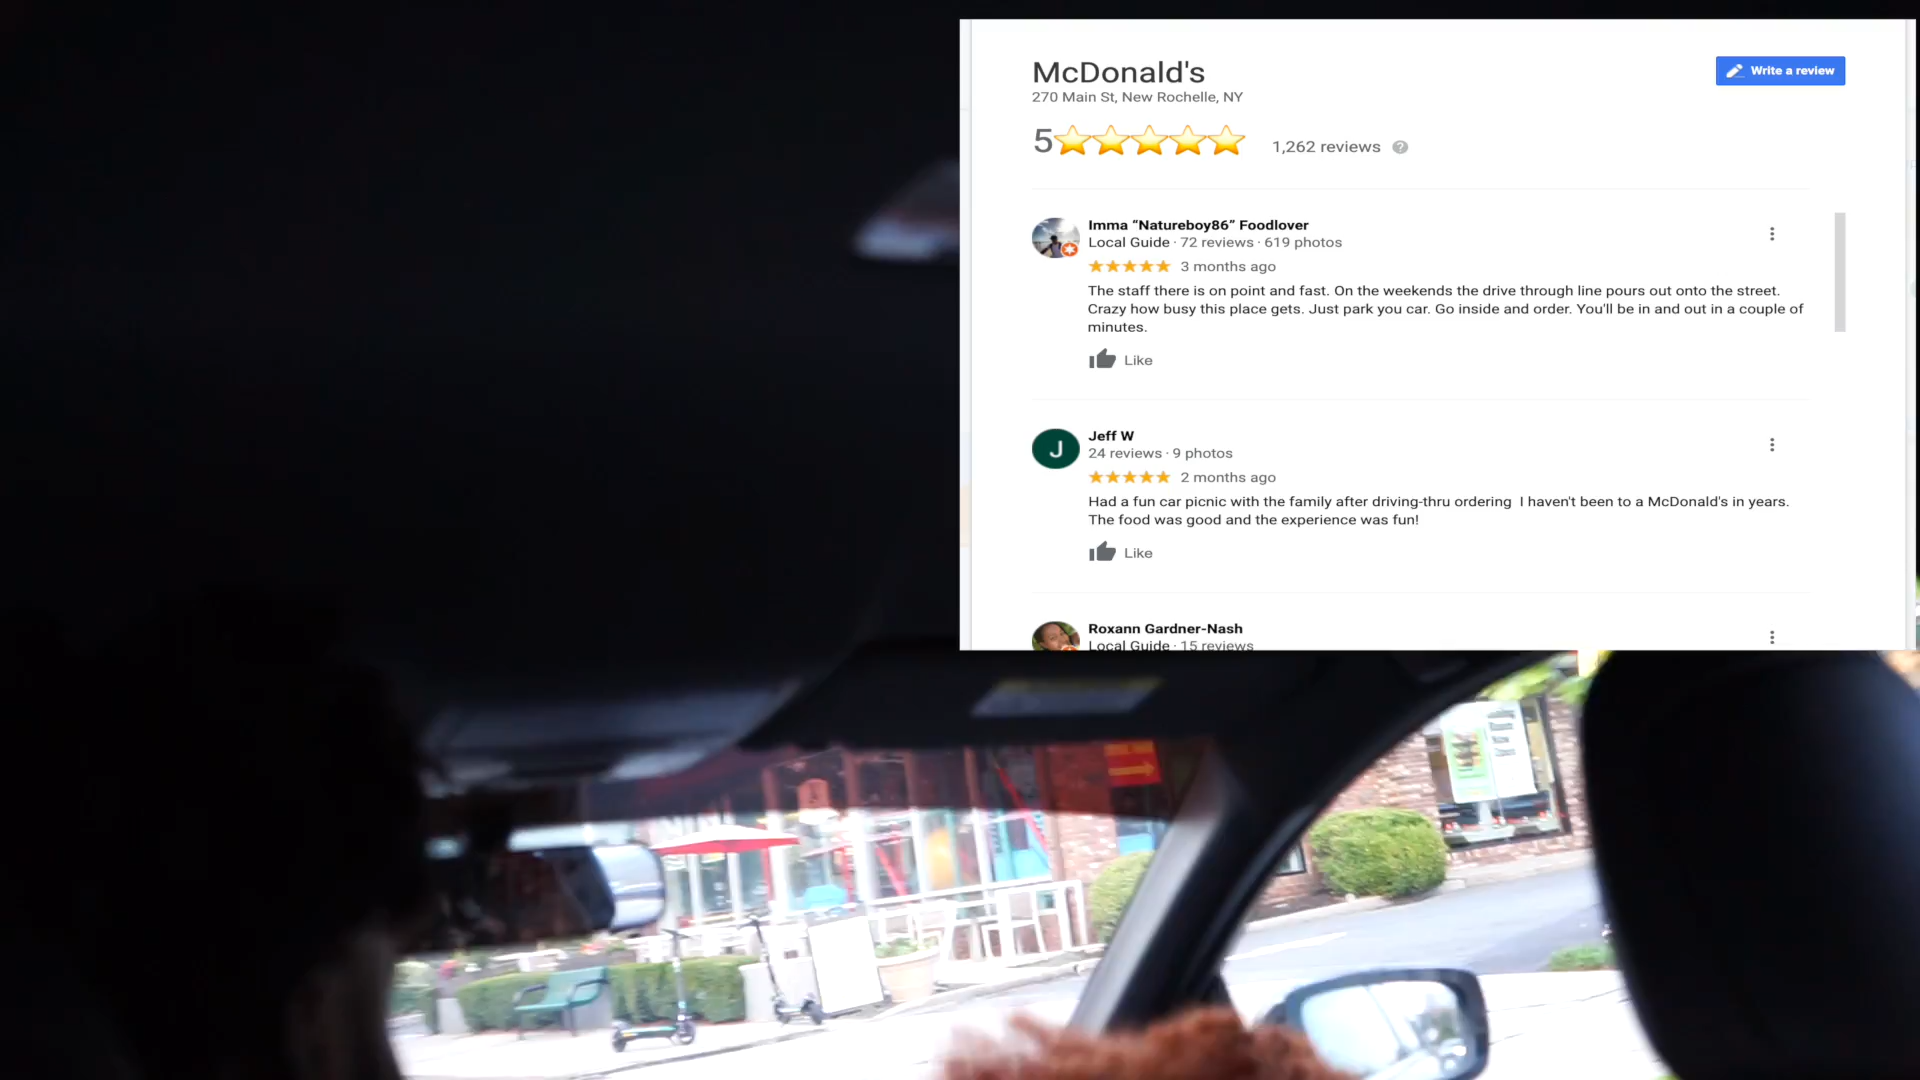 McDonald's
Write a review
270 Main St, New Rochelle, NY
5
1,262 reviews
Imma “Natureboy86” Foodlover
Local Guide · 72 reviews · 619 photos
3 months ago
The staff there is on point and fast. On the weekends the drive through line pours out onto the street.
Crazy how busy this place gets. Just park you car. Go inside and order. You'll be in and out in a couple of
minutes.
Like
J
Jeff W
24 reviews · 9 photos
2 months ago
Had a fun car picnic with the family after driving-thru ordering I haven't been to a McDonald's in years.
The food was good and the experience was fun!
Like
Roxann Gardner-Nash
Local Guide · 15 reviews